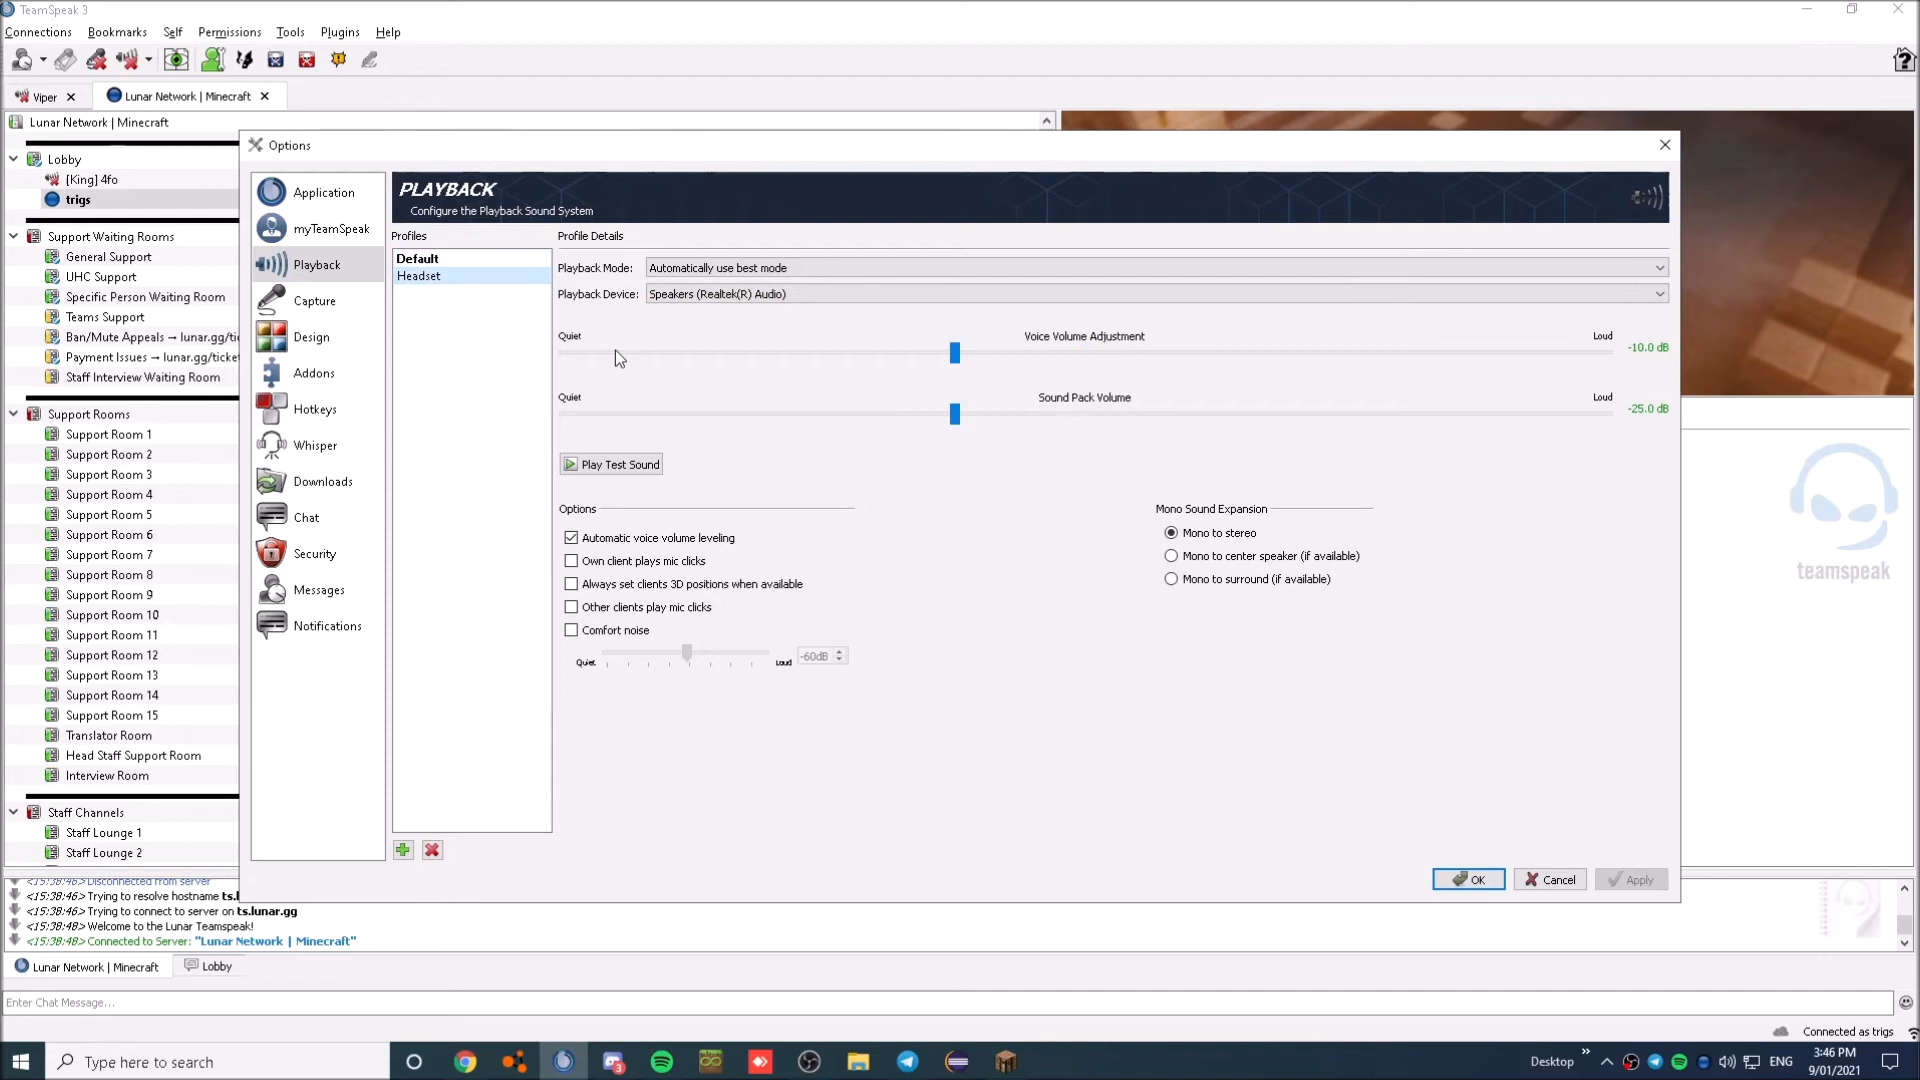 TeamSpeak 3
Connections Bookmarks Self Permissions Tools Plugins Help
Viper Lunar Network | Minecraft
Lunar Network | Minecraft
Lobby
[King] 4fo
trigs
Support Waiting Rooms
General Support
UHC Support
Specific Person Waiting Room
Teams Support
Ban/Mute Appeals → lunar.gg/tic
Payment Issues → lunar.gg/ticket
Staff Interview Waiting Room
Support Rooms
Support Room 1
Support Room 2
Support Room 3
Support Room 4
Support Room 5
Support Room 6
Support Room 7
Support Room 8
Support Room 9
Support Room 10
Support Room 11
Support Room 12
Support Room 13
Support Room 14
Support Room 15
Translator Room
Head Staff Support Room
Interview Room
Staff Channels
Staff Lounge 1
Staff Lounge 2
Options
Application
myTeamSpeak
Playback
Capture
Design
Addons
Hotkeys
Whisper
Downloads
Chat
Security
Messages
Notifications
PLAYBACK
Configure the Playback Sound System
Profiles
Default
Headset
Profile Details
Playback Mode: Automatically use best mode
Playback Device: Speakers (Realtek(R) Audio)
Quiet Voice Volume Adjustment Loud
-10.0 dB
Quiet Sound Pack Volume Loud
-25.0 dB
Play Test Sound
Options
Automatic voice volume leveling
Own client plays mic clicks
Always set clients 3D positions when available
Other clients play mic clicks
Comfort noise
Quiet Loud -60dB
Mono Sound Expansion
Mono to stereo
Mono to center speaker (if available)
Mono to surround (if available)
OK Cancel Apply
teamspeak
<15:38:46> Disconnected from server
<15:38:46> Trying to resolve hostname ts.l
<15:38:46> Trying to connect to server on ts.lunar.gg
<15:38:48> Welcome to the Lunar Teamspeak!
<15:38:48> Connected to Server: "Lunar Network | Minecraft"
Lunar Network | Minecraft Lobby
Enter Chat Message...
Connected as trigs
Type here to search
3
Desktop
ENG
3:46 PM
9/01/2021